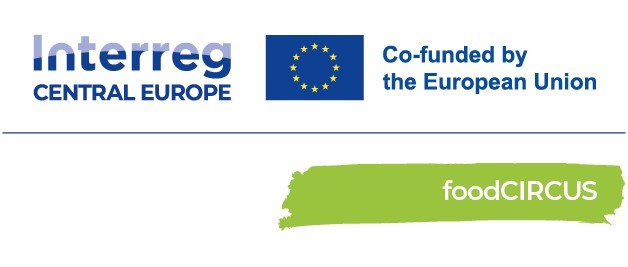 Interreg
CENTRAL EUROPE
Co-funded by
the European Union
foodCIRCUS